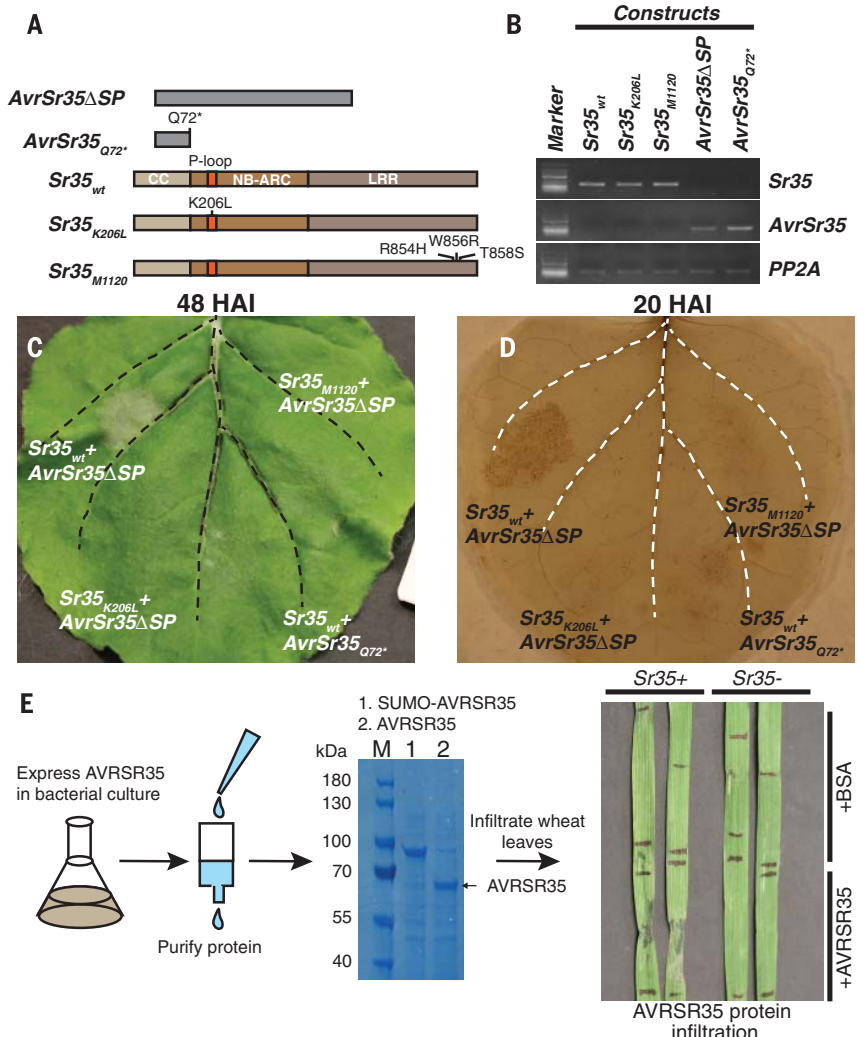 A
AvrSr35ΔSP
Q72*
AvrSr35Q72*
P-loop
Sr35wt
CC
NB-ARC
LRR
K206L
Sr35K206L
R854H
W856R
T858S
Sr35M1120
B
Constructs
Marker
Sr35wt
Sr35K206L
Sr35M1120
AvrSr35ΔSP
AvrSr35Q72*
Sr35
AvrSr35
PP2A
48 HAI
C
Sr35M1120+
AvrSr35ΔSP
Sr35wt+
AvrSr35ΔSP
Sr35K206L+
AvrSr35ΔSP
Sr35wt+
AvrSr35Q72*
20 HAI
D
Sr35wt+
AvrSr35ΔSP
Sr35M1120+
AvrSr35ΔSP
Sr35K206L+
AvrSr35ΔSP
Sr35wt+
AvrSr35Q72*
E
Express AVRSR35
in bacterial culture
Purify protein
1. SUMO-AVRSR35
2. AVRSR35
kDa
M
1
2
180
130
100
70
55
40
Infiltrate wheat
leaves
AVRSR35
Sr35+
Sr35-
+BSA
+AVRSR35
AVRSR35 protein
infiltration